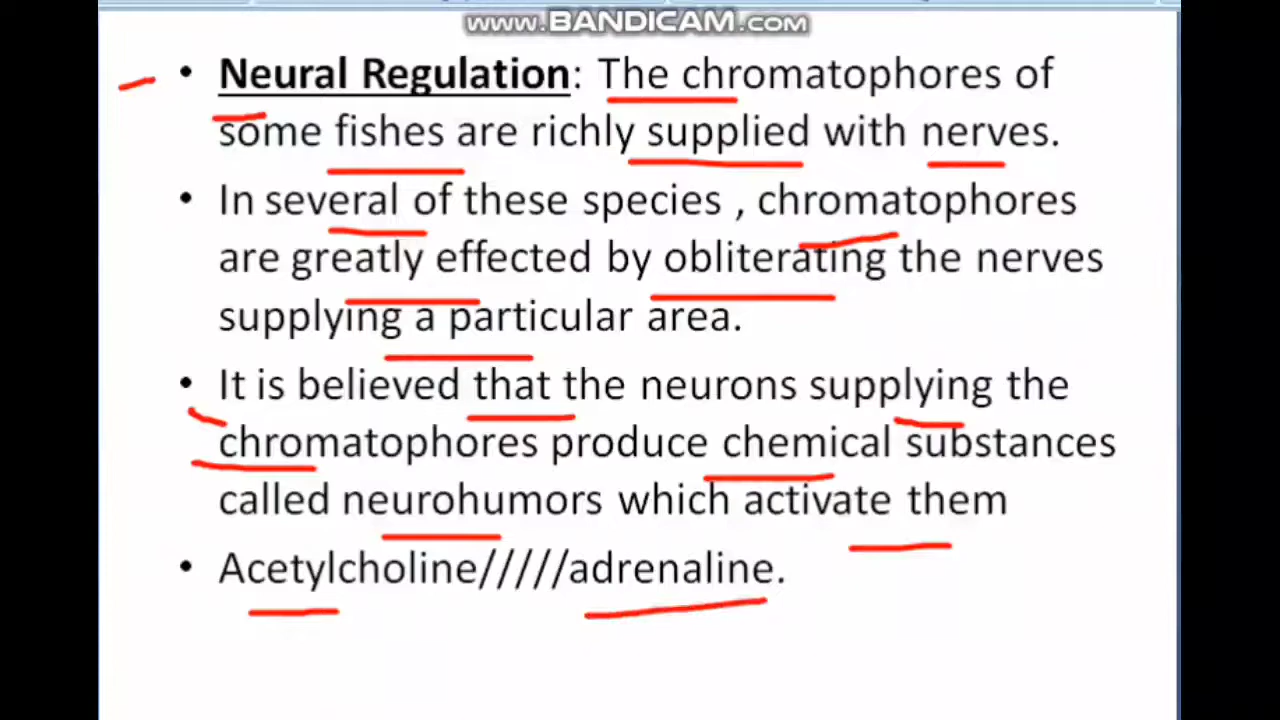 www.BANDICAM.com
• Neural Regulation: The chromatophores of
some fishes are richly supplied with nerves.
• In several of these species , chromatophores
are greatly effected by obliterating the nerves
supplying a particular area.
• It is believed that the neurons supplying the
chromatophores produce chemical substances
called neurohumors which activate them
• Acetylcholine/////adrenaline.